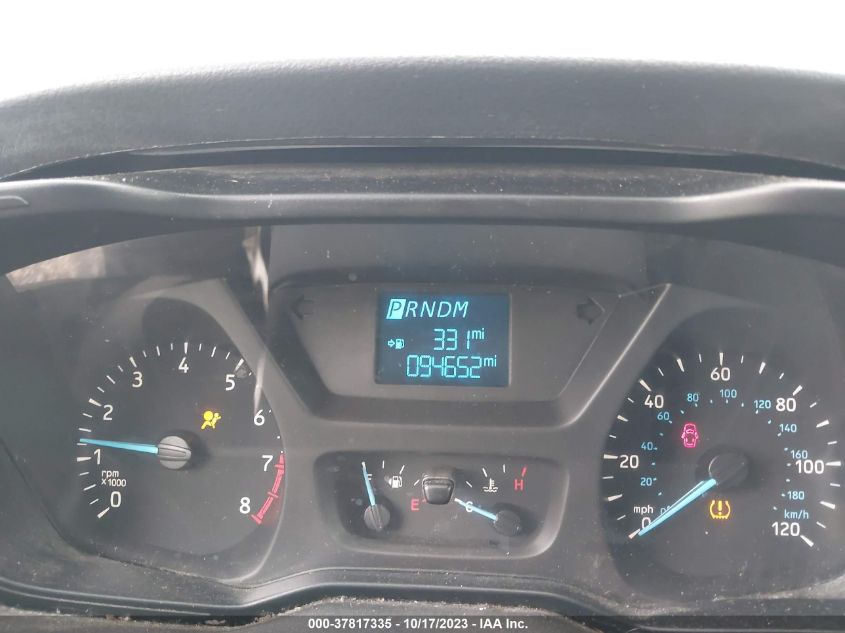 PRNDM
331 mi
094652 mi
0 1 2 3 4 5 6 7 8
rpm
x1000
E
C H
0 20 40 60 80 100 120
mph
20 40 60 80 100 120 140 160 180
km/h
000-37817335 - 10/17/2023 - IAA Inc.